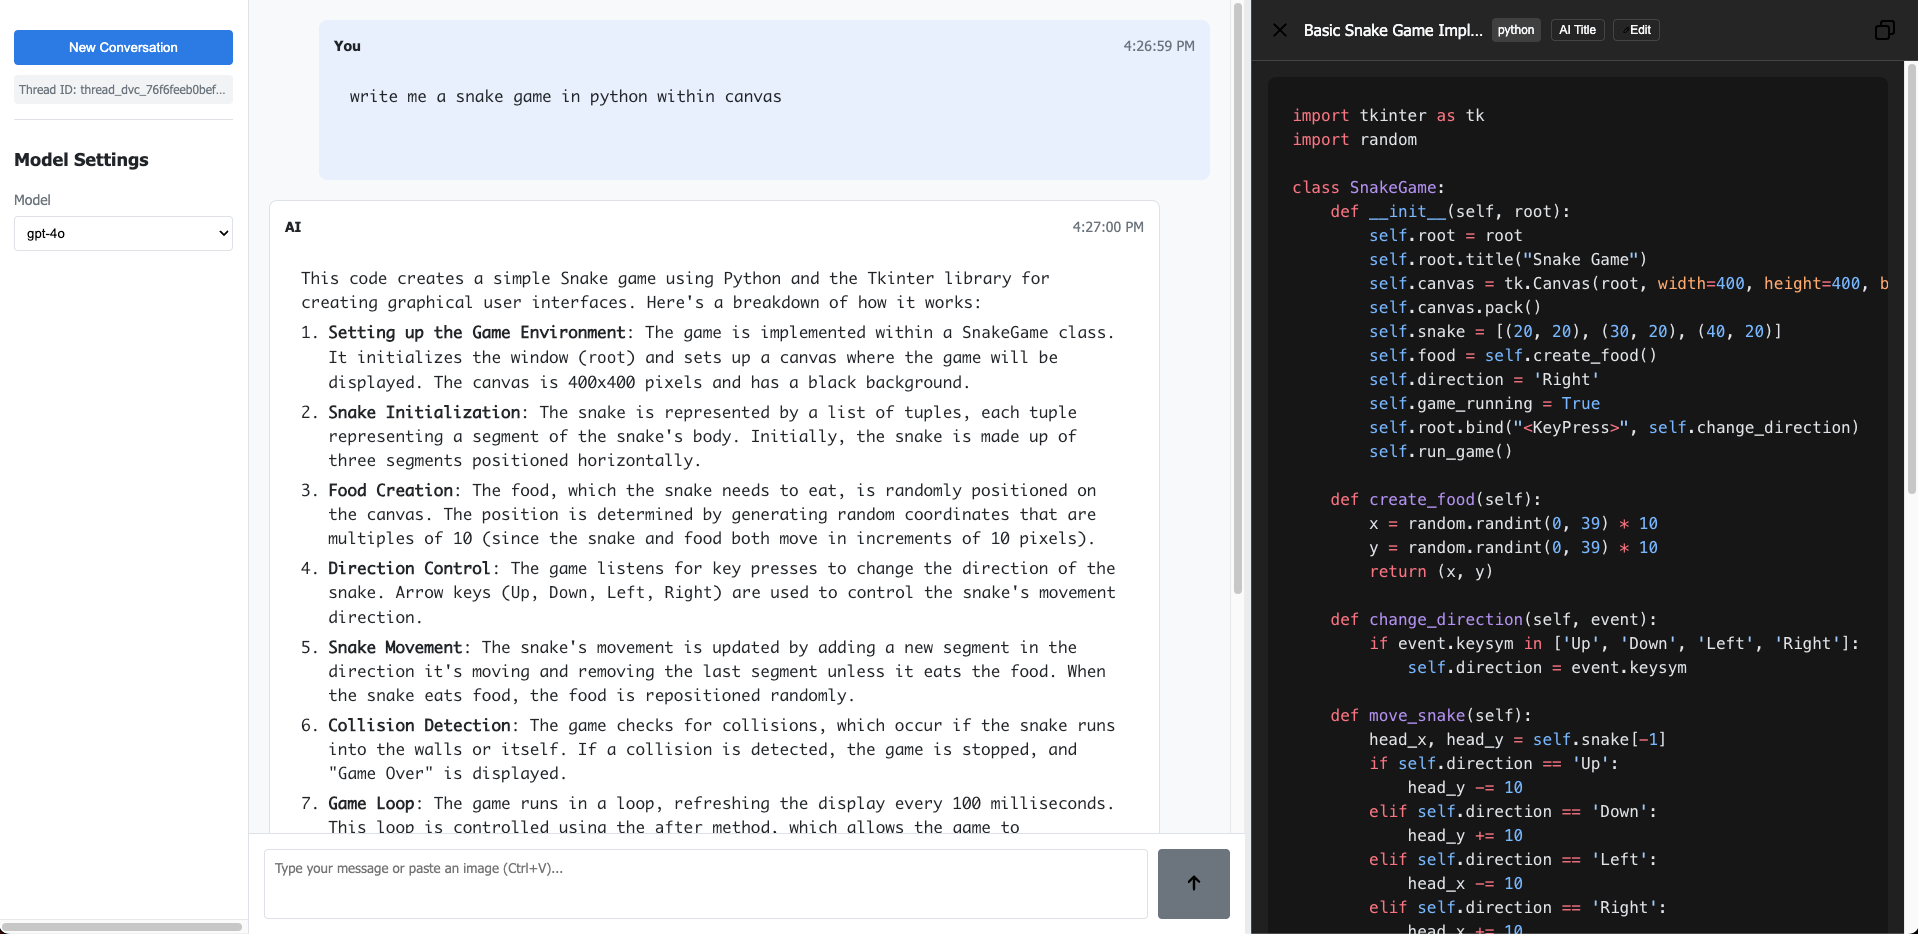 New Conversation
Thread ID: thread_dvc_76f6feeb0bef...
Model Settings
Model
gpt-4o
You
4:26:59 PM
write me a snake game in python within canvas
AI
4:27:00 PM
This code creates a simple Snake game using Python and the Tkinter library for
creating graphical user interfaces. Here's a breakdown of how it works:
1. Setting up the Game Environment: The game is implemented within a SnakeGame class.
It initializes the window (root) and sets up a canvas where the game will be
displayed. The canvas is 400x400 pixels and has a black background.
2. Snake Initialization: The snake is represented by a list of tuples, each tuple
representing a segment of the snake's body. Initially, the snake is made up of
three segments positioned horizontally.
3. Food Creation: The food, which the snake needs to eat, is randomly positioned on
the canvas. The position is determined by generating random coordinates that are
multiples of 10 (since the snake and food both move in increments of 10 pixels).
4. Direction Control: The game listens for key presses to change the direction of the
snake. Arrow keys (Up, Down, Left, Right) are used to control the snake's movement
direction.
5. Snake Movement: The snake's movement is updated by adding a new segment in the
direction it's moving and removing the last segment unless it eats the food. When
the snake eats food, the food is repositioned randomly.
6. Collision Detection: The game checks for collisions, which occur if the snake runs
into the walls or itself. If a collision is detected, the game is stopped, and
"Game Over" is displayed.
7. Game Loop: The game runs in a loop, refreshing the display every 100 milliseconds.
This loop is controlled using the after method, which allows the game to
Type your message or paste an image (Ctrl+V)...
Basic Snake Game Impl...
python
AI Title
Edit
import tkinter as tk
import random
class SnakeGame:
def __init__(self, root):
self.root = root
self.root.title("Snake Game")
self.canvas = tk.Canvas(root, width=400, height=400, b
self.canvas.pack()
self.snake = [(20, 20), (30, 20), (40, 20)]
self.food = self.create_food()
self.direction = 'Right'
self.game_running = True
self.root.bind("<KeyPress>", self.change_direction)
self.run_game()
def create_food(self):
x = random.randint(0, 39) * 10
y = random.randint(0, 39) * 10
return (x, y)
def change_direction(self, event):
if event.keysym in ['Up', 'Down', 'Left', 'Right']:
self.direction = event.keysym
def move_snake(self):
head_x, head_y = self.snake[-1]
if self.direction == 'Up':
head_y -= 10
elif self.direction == 'Down':
head_y += 10
elif self.direction == 'Left':
head_x -= 10
elif self.direction == 'Right':
head_x += 10